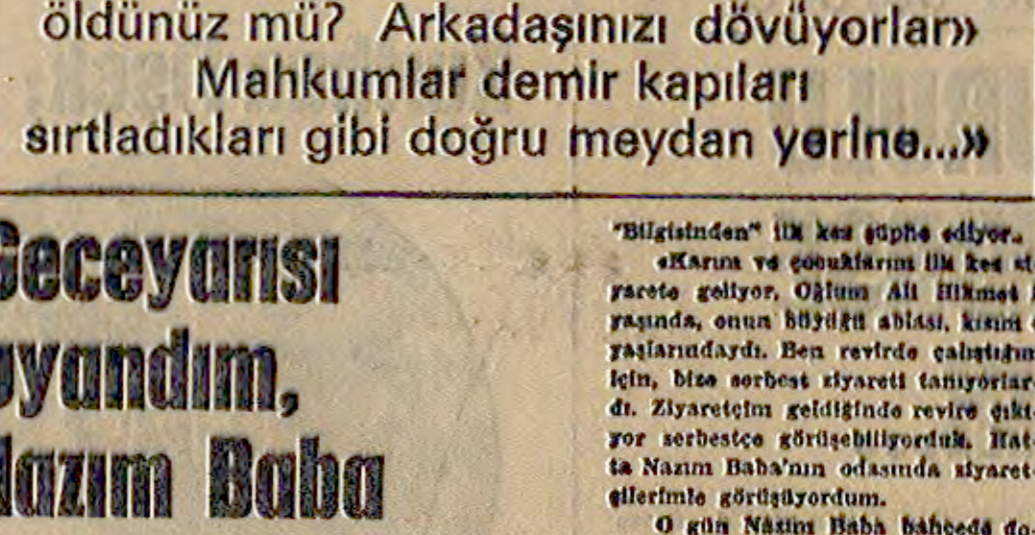 öldünüz mü? Arkadaşınızı dövüyorlar»
Mahkumlar demir kapıları
sırtladıkları gibi doğru meydan yerine...»
Geceyarısı
uyandım,
Nazım Baba
"Bilgisinden" ilk kez şüphe ediyor..
«Karım ve çocuklarım ilk kez zi-
yarete geliyor. Oğlum Ali Hikmet
yaşında, onun büyüğü ablası, kızım
yaşlarındaydı. Ben revirde çalıştığım
için, bize serbest ziyareti tanıyorlar-
dı. Ziyaretçim geldiğinde revire çıkı-
yor serbestçe görüşebiliyorduk. Hat-
ta Nazım Baba'nın odasında ziyaret-
çilerimle görüşüyordum.
O gün Nâzım Baba bahçede do-